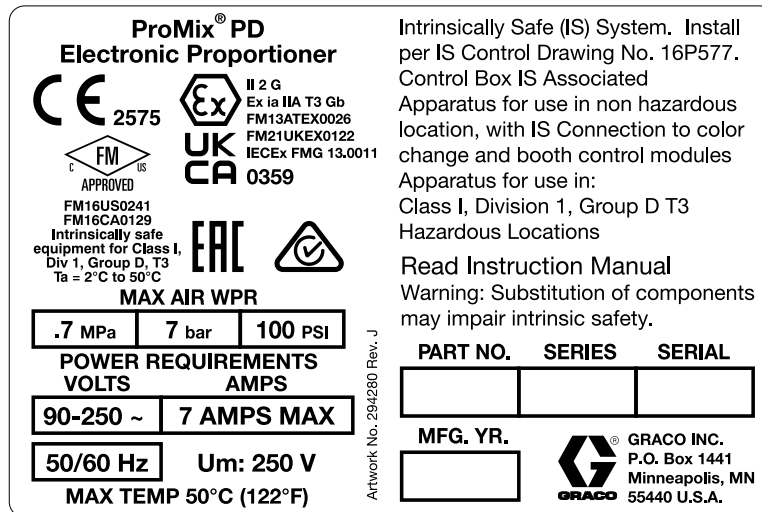 ProMix® PD
Electronic Proportioner
CE 2575
Ex
II 2 G
Ex ia IIA T3 Gb
FM13ATEX0026
FM21UKEX0122
IECEx FMG 13.0011
UK
CA 0359
FM
C US
APPROVED
FM16US0241
FM16CA0129
Intrinsically safe
equipment for Class I,
Div 1, Group D, T3
Ta = 2°C to 50°C
EAC
MAX AIR WPR
.7 MPa 7 bar 100 PSI
POWER REQUIREMENTS
VOLTS AMPS
90-250 ~ 7 AMPS MAX
50/60 Hz Um: 250 V
MAX TEMP 50°C (122°F)
Artwork No. 294280 Rev. J
Intrinsically Safe (IS) System. Install
per IS Control Drawing No. 16P577.
Control Box IS Associated
Apparatus for use in non hazardous
location, with IS Connection to color
change and booth control modules
Apparatus for use in:
Class I, Division 1, Group D T3
Hazardous Locations
Read Instruction Manual
Warning: Substitution of components
may impair intrinsic safety.
PART NO. SERIES SERIAL
MFG. YR.
G ®
GRACO
GRACO INC.
P.O. Box 1441
Minneapolis, MN
55440 U.S.A.